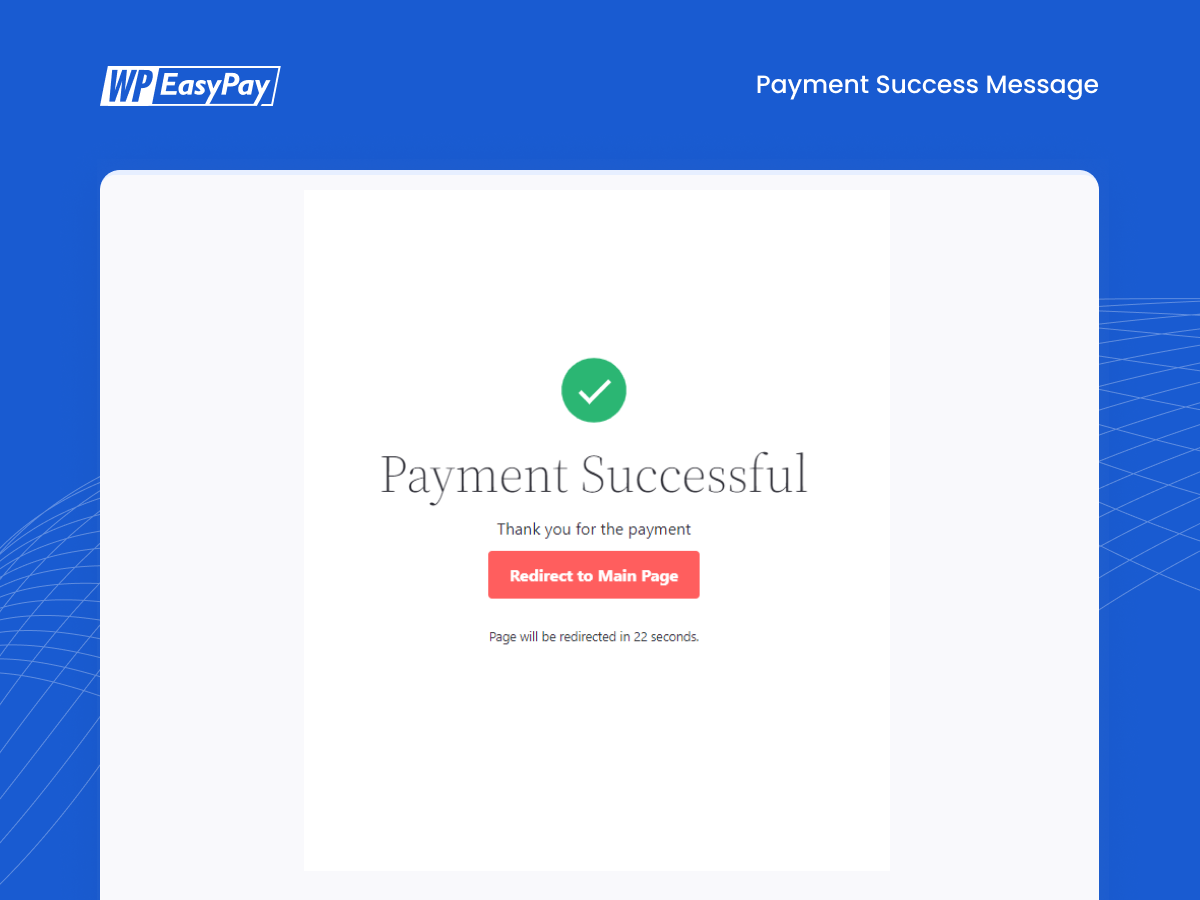 WP EasyPay
Payment Success Message
Payment Successful
Thank you for the payment
Redirect to Main Page
Page will be redirected in 22 seconds.